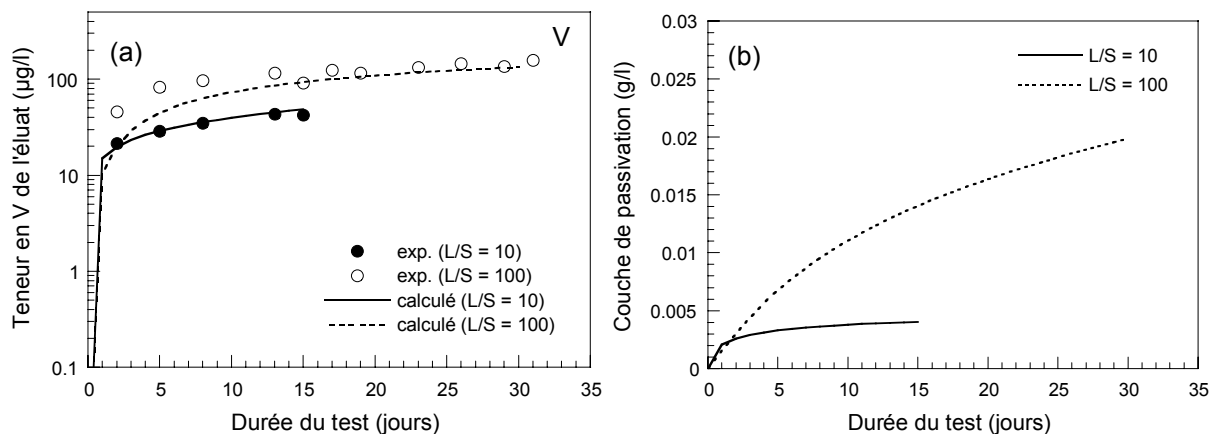 (a)
V
Teneur en V de l'éluat (µg/l)
100
10
1
0.1
exp. (L/S = 10)
exp. (L/S = 100)
calculé (L/S = 10)
calculé (L/S = 100)
0 5 10 15 20 25 30 35
Durée du test (jours)
(b)
Couche de passivation (g/l)
0.03
0.025
0.02
0.015
0.01
0.005
0
L/S = 10
L/S = 100
0 5 10 15 20 25 30 35
Durée du test (jours)